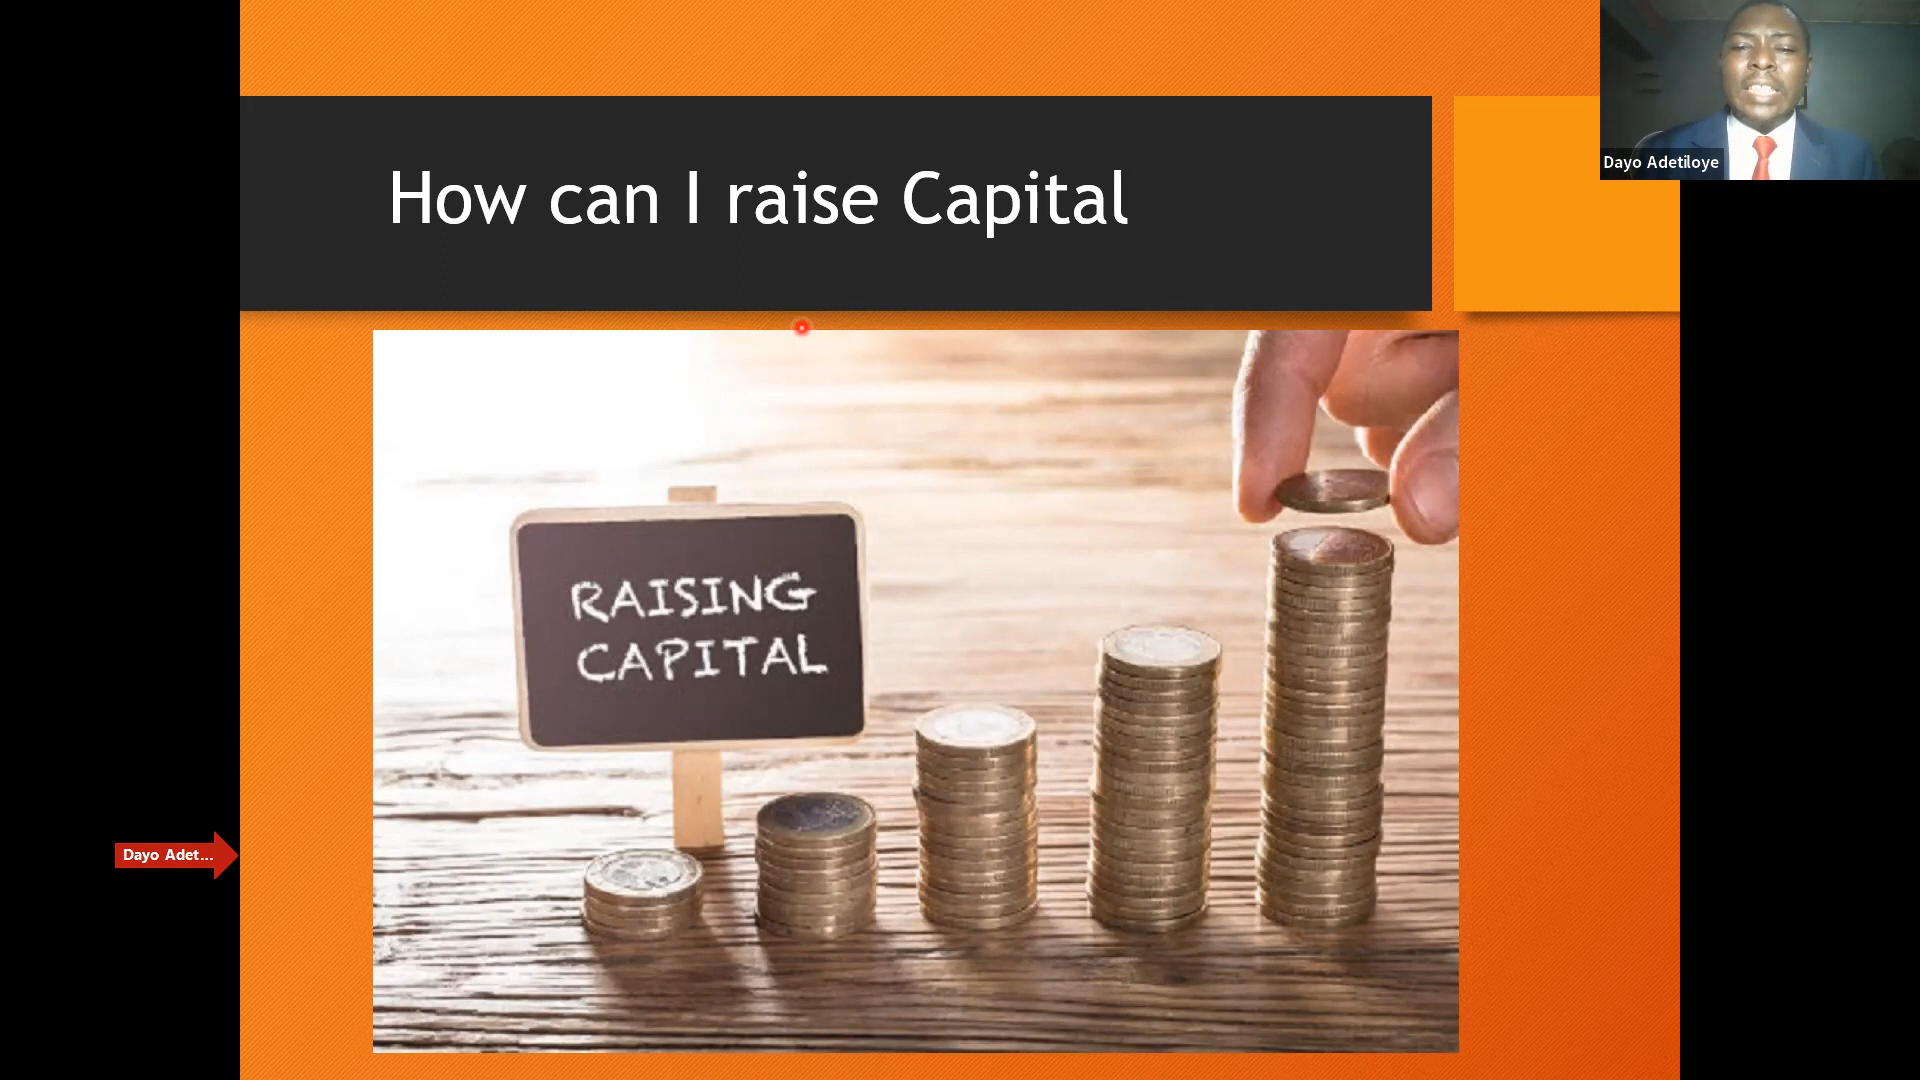 How can I raise Capital
Dayo Adetiloye
RAISING
CAPITAL
Dayo Adet...